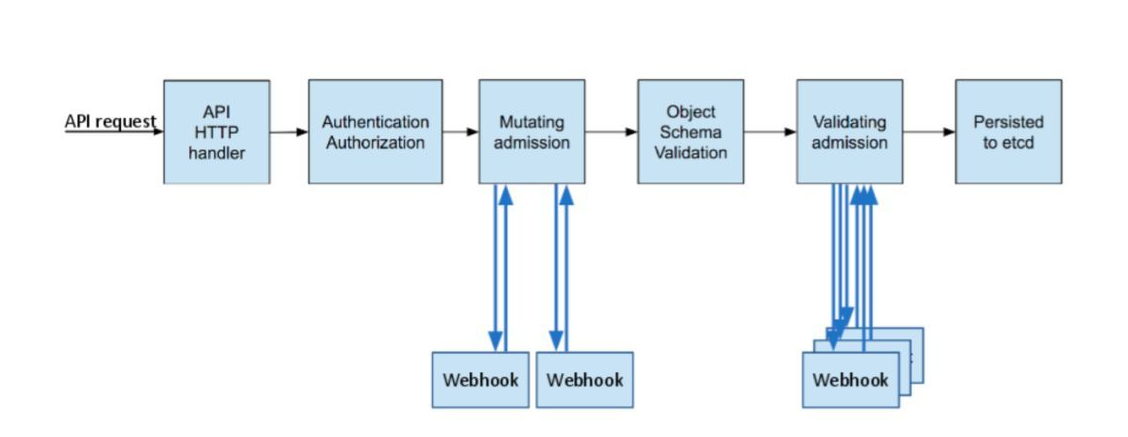 API request
API
HTTP
handler
Authentication
Authorization
Mutating
admission
Object
Schema
Validation
Validating
admission
Persisted
to etcd
Webhook
Webhook
Webhook